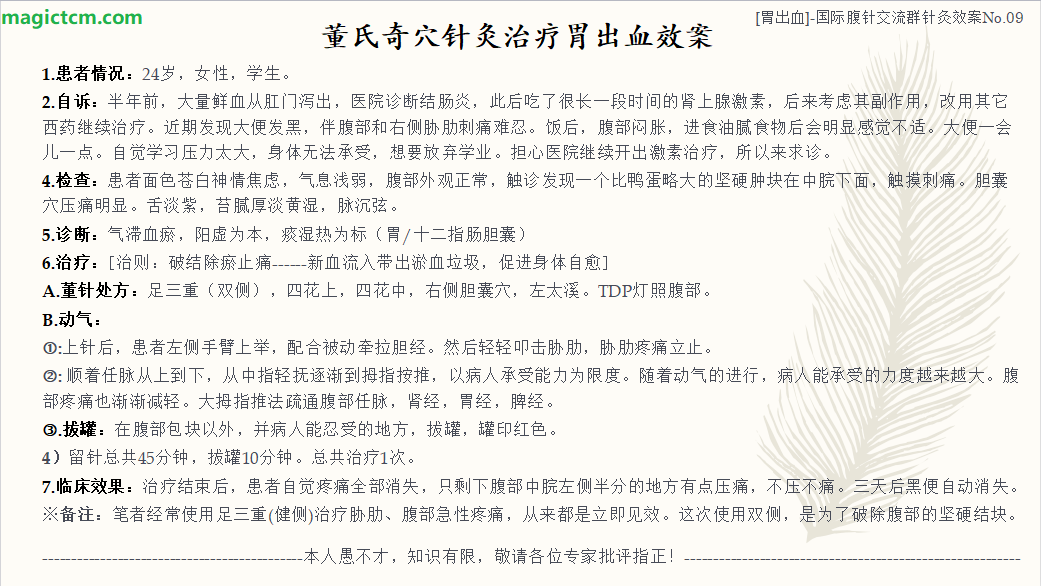 magictcm.com
[胃出血]-国际腹针交流群针灸效案No.09
董氏奇穴针灸治疗胃出血效案
1.患者情况：24岁，女性，学生。
2.自诉：半年前，大量鲜血从肛门泻出，医院诊断结肠炎，此后吃了很长一段时间的肾上腺激素，后来考虑其副作用，改用其它
西药继续治疗。近期发现大便发黑，伴腹部和右侧胁肋刺痛难忍。饭后，腹部闷胀，进食油腻食物后会明显感觉不适。大便一会
儿一点。自觉学习压力太大，身体无法承受，想要放弃学业。担心医院继续开出激素治疗，所以来求诊。
4.检查：患者面色苍白神情焦虑，气息浅弱，腹部外观正常，触诊发现一个比鸭蛋略大的坚硬肿块在中脘下面，触摸刺痛。胆囊
穴压痛明显。舌淡紫，苔腻厚淡黄湿，脉沉弦。
5.诊断：气滞血瘀，阳虚为本，痰湿热为标（胃/十二指肠胆囊）
6.治疗：[治则：破结除瘀止痛------新血流入带出淤血垃圾，促进身体自愈]
A.董针处方：足三重（双侧），四花上，四花中，右侧胆囊穴，左太溪。TDP灯照腹部。
B.动气：
①:上针后，患者左侧手臂上举，配合被动牵拉胆经。然后轻轻叩击胁肋，胁肋疼痛立止。
②: 顺着任脉从上到下，从中指轻抚逐渐到拇指按推，以病人承受能力为限度。随着动气的进行，病人能承受的力度越来越大。腹
部疼痛也渐渐减轻。大拇指推法疏通腹部任脉，肾经，胃经，脾经。
③.拔罐：在腹部包块以外，并病人能忍受的地方，拔罐，罐印红色。
4）留针总共45分钟，拔罐10分钟。总共治疗1次。
7.临床效果：治疗结束后，患者自觉疼痛全部消失，只剩下腹部中脘左侧半分的地方有点压痛，不压不痛。三天后黑便自动消失。
※备注：笔者经常使用足三重(健侧)治疗胁肋、腹部急性疼痛，从来都是立即见效。这次使用双侧，是为了破除腹部的坚硬结块。
------------------------------------本人愚不才，知识有限，敬请各位专家批评指正！------------------------------------------------